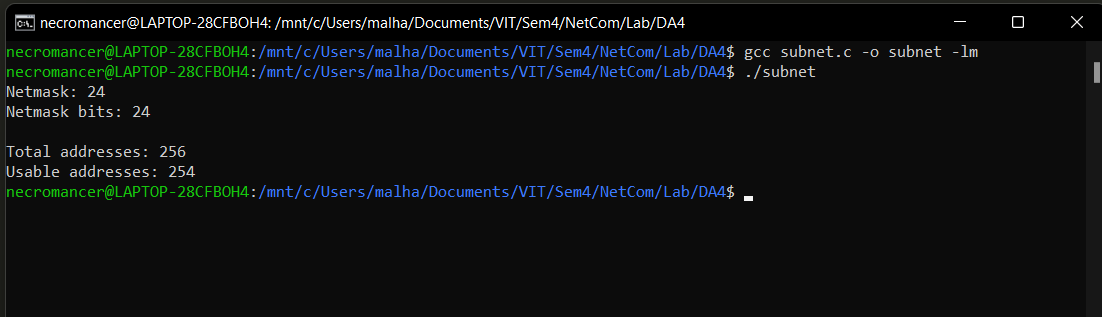 necromancer@LAPTOP-28CFBOH4: /mnt/c/Users/malha/Documents/VIT/Sem4/NetCom/Lab/DA4
necromancer@LAPTOP-28CFBOH4:/mnt/c/Users/malha/Documents/VIT/Sem4/NetCom/Lab/DA4$ gcc subnet.c -o subnet -lm
necromancer@LAPTOP-28CFBOH4:/mnt/c/Users/malha/Documents/VIT/Sem4/NetCom/Lab/DA4$ ./subnet
Netmask: 24
Netmask bits: 24
Total addresses: 256
Usable addresses: 254
necromancer@LAPTOP-28CFBOH4:/mnt/c/Users/malha/Documents/VIT/Sem4/NetCom/Lab/DA4$